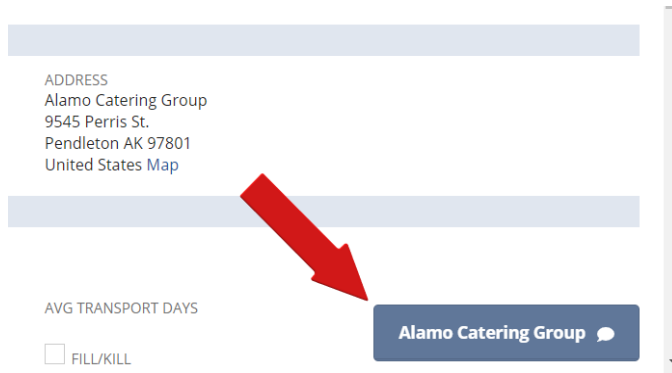 ADDRESS
Alamo Catering Group
9545 Perris St.
Pendleton AK 97801
United States Map
AVG TRANSPORT DAYS
Alamo Catering Group
FILL/KILL